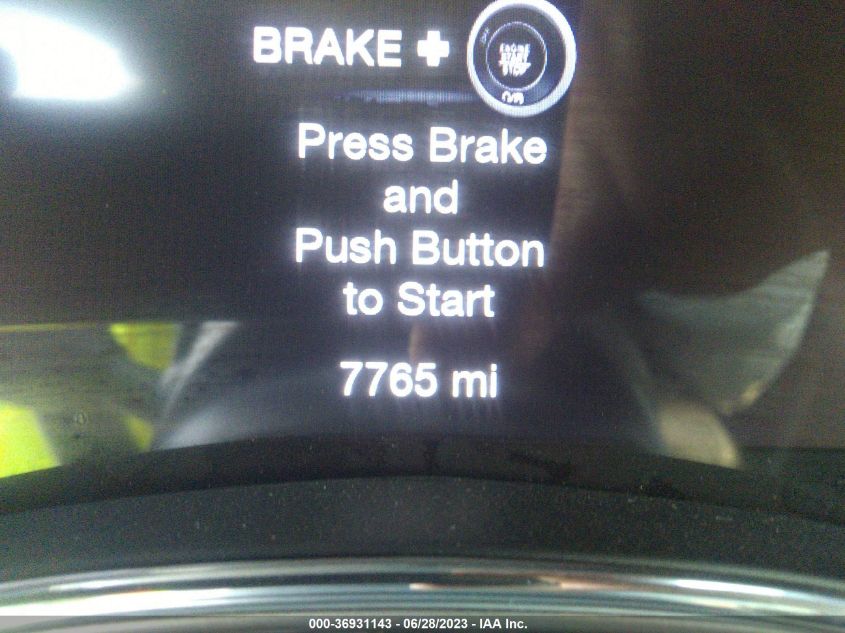 BRAKE +
ENGINE
START
STOP
Press Brake
and
Push Button
to Start
7765 mi
000-36931143 - 06/28/2023 - IAA Inc.